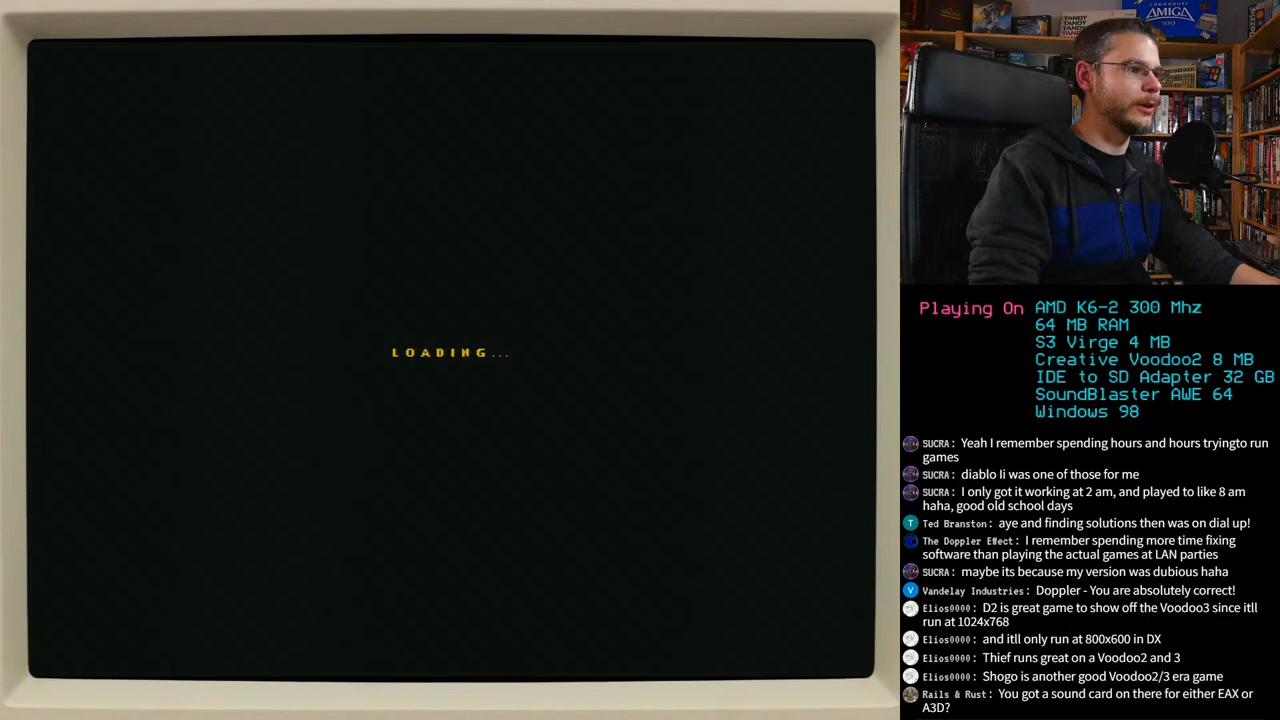 AMIGA
TANDY
TANDY
TANDY
LOADING...
Playing On AMD K6-2 300 Mhz
64 MB RAM
S3 Virge 4 MB
Creative Voodoo2 8 MB
IDE to SD Adapter 32 GB
SoundBlaster AWE 64
Windows 98
SUCRA: Yeah I remember spending hours and hours tryingto run
games
SUCRA: diablo Ii was one of those for me
SUCRA: I only got it working at 2 am, and played to like 8 am
haha, good old school days
T Ted Branston: aye and finding solutions then was on dial up!
The Doppler Effect: I remember spending more time fixing
software than playing the actual games at LAN parties
SUCRA: maybe its because my version was dubious haha
V Vandelay Industries: Doppler - You are absolutely correct!
Elios0000: D2 is great game to show off the Voodoo3 since itll
run at 1024x768
Elios0000: and itll only run at 800x600 in DX
Elios0000: Thief runs great on a Voodoo2 and 3
Elios0000: Shogo is another good Voodoo2/3 era game
Rails & Rust: You got a sound card on there for either EAX or
A3D?